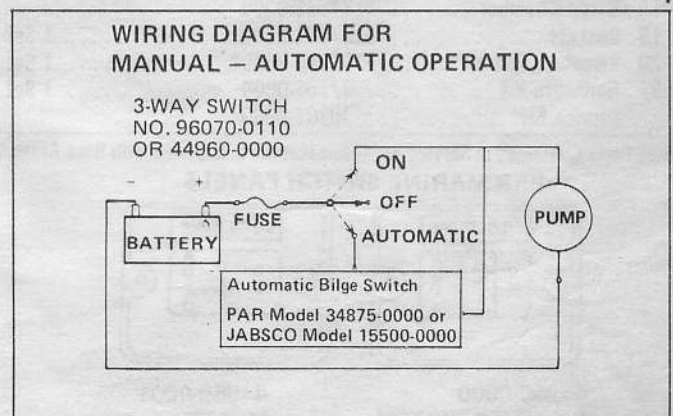 WIRING DIAGRAM FOR
MANUAL – AUTOMATIC OPERATION
3-WAY SWITCH
NO. 96070-0110
OR 44960-0000
ON
– +
OFF
FUSE
PUMP
BATTERY
AUTOMATIC
Automatic Bilge Switch
PAR Model 34875-0000 or
JABSCO Model 15500-0000